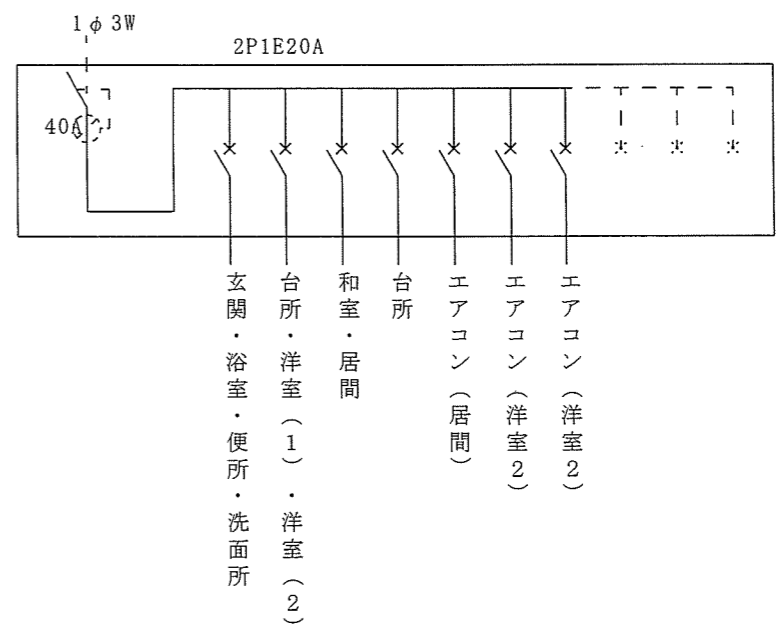 1φ3W
2P1E20A
40A
玄関・浴室・便所・洗面所
台所・洋室(1)・洋室(2)
和室・居間
台所
エアコン(居間)
エアコン(洋室2)
エアコン(洋室2)